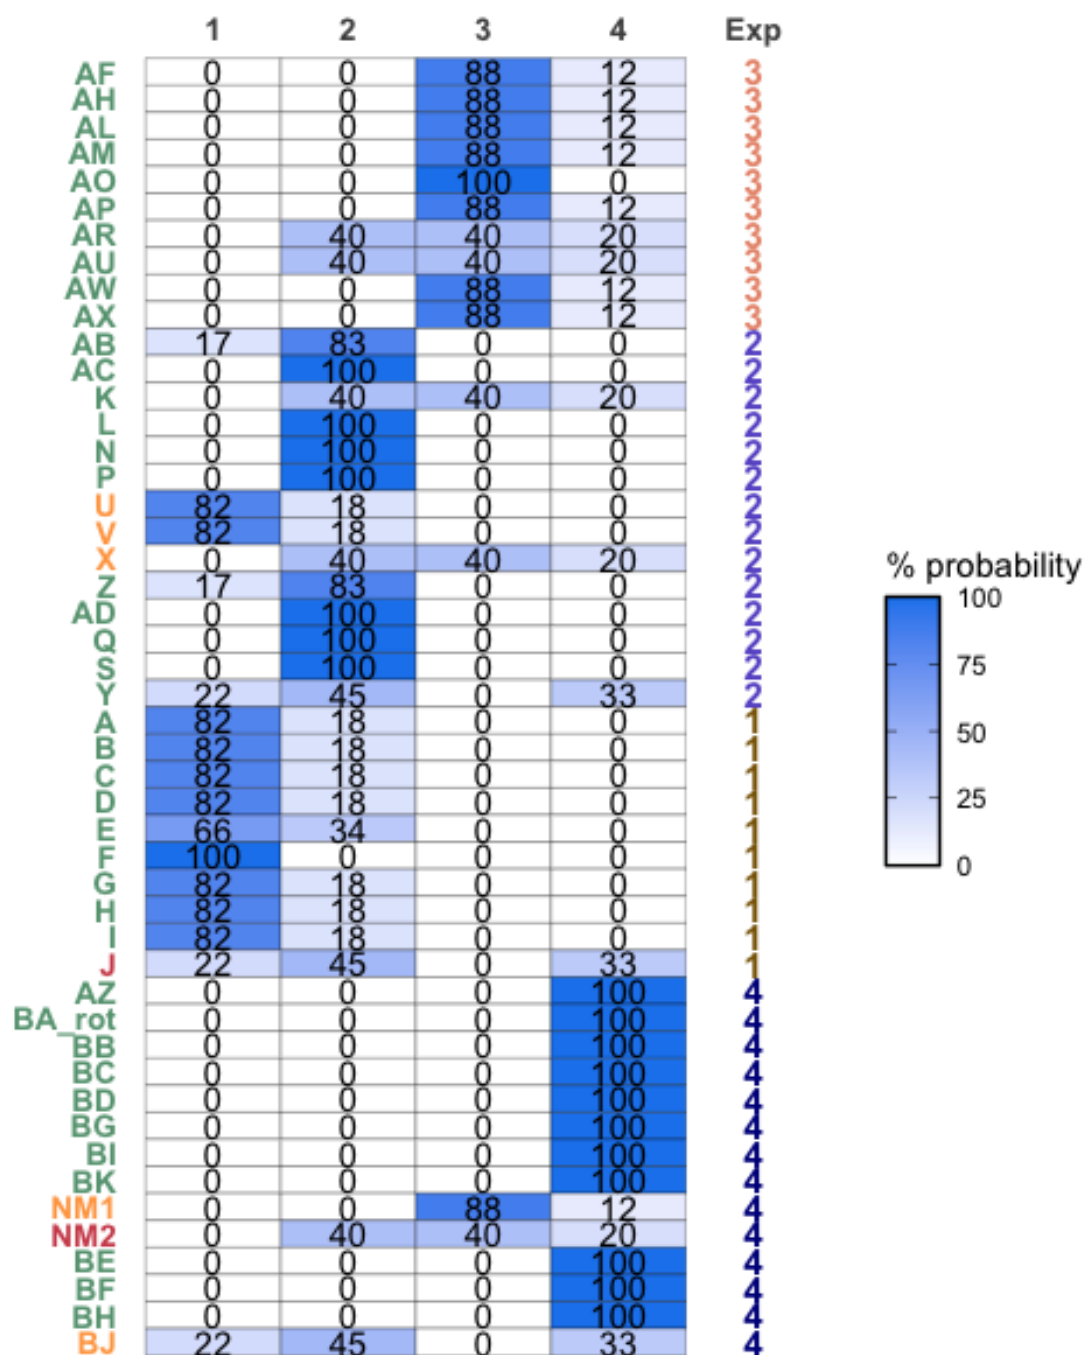 1 2 3 4 Exp
AF 0 0 88 12 3
AH 0 0 88 12 3
AL 0 0 88 12 3
AM 0 0 88 12 3
AO 0 0 100 0 3
AP 0 0 88 12 3
AR 0 40 40 20 3
AU 0 40 40 20 3
AW 0 0 88 12 3
AX 0 0 88 12 3
AB 17 83 0 0 2
AC 0 100 0 0 2
K 0 40 40 20 2
L 0 100 0 0 2
N 0 100 0 0 2
P 0 100 0 0 2
U 82 18 0 0 2
V 82 18 0 0 2
X 0 40 40 20 2
Z 17 83 0 0 2
AD 0 100 0 0 2
Q 0 100 0 0 2
S 0 100 0 0 2
Y 22 45 0 33 2
A 82 18 0 0 1
B 82 18 0 0 1
C 82 18 0 0 1
D 82 18 0 0 1
E 66 34 0 0 1
F 100 0 0 0 1
G 82 18 0 0 1
H 82 18 0 0 1
I 82 18 0 0 1
J 22 45 0 33 1
AZ 0 0 0 100 4
BA_rot 0 0 0 100 4
BB 0 0 0 100 4
BC 0 0 0 100 4
BD 0 0 0 100 4
BG 0 0 0 100 4
BI 0 0 0 100 4
BK 0 0 0 100 4
NM1 0 0 88 12 4
NM2 0 40 40 20 4
BE 0 0 0 100 4
BF 0 0 0 100 4
BH 0 0 0 100 4
BJ 22 45 0 33 4
% probability
100
75
50
25
0